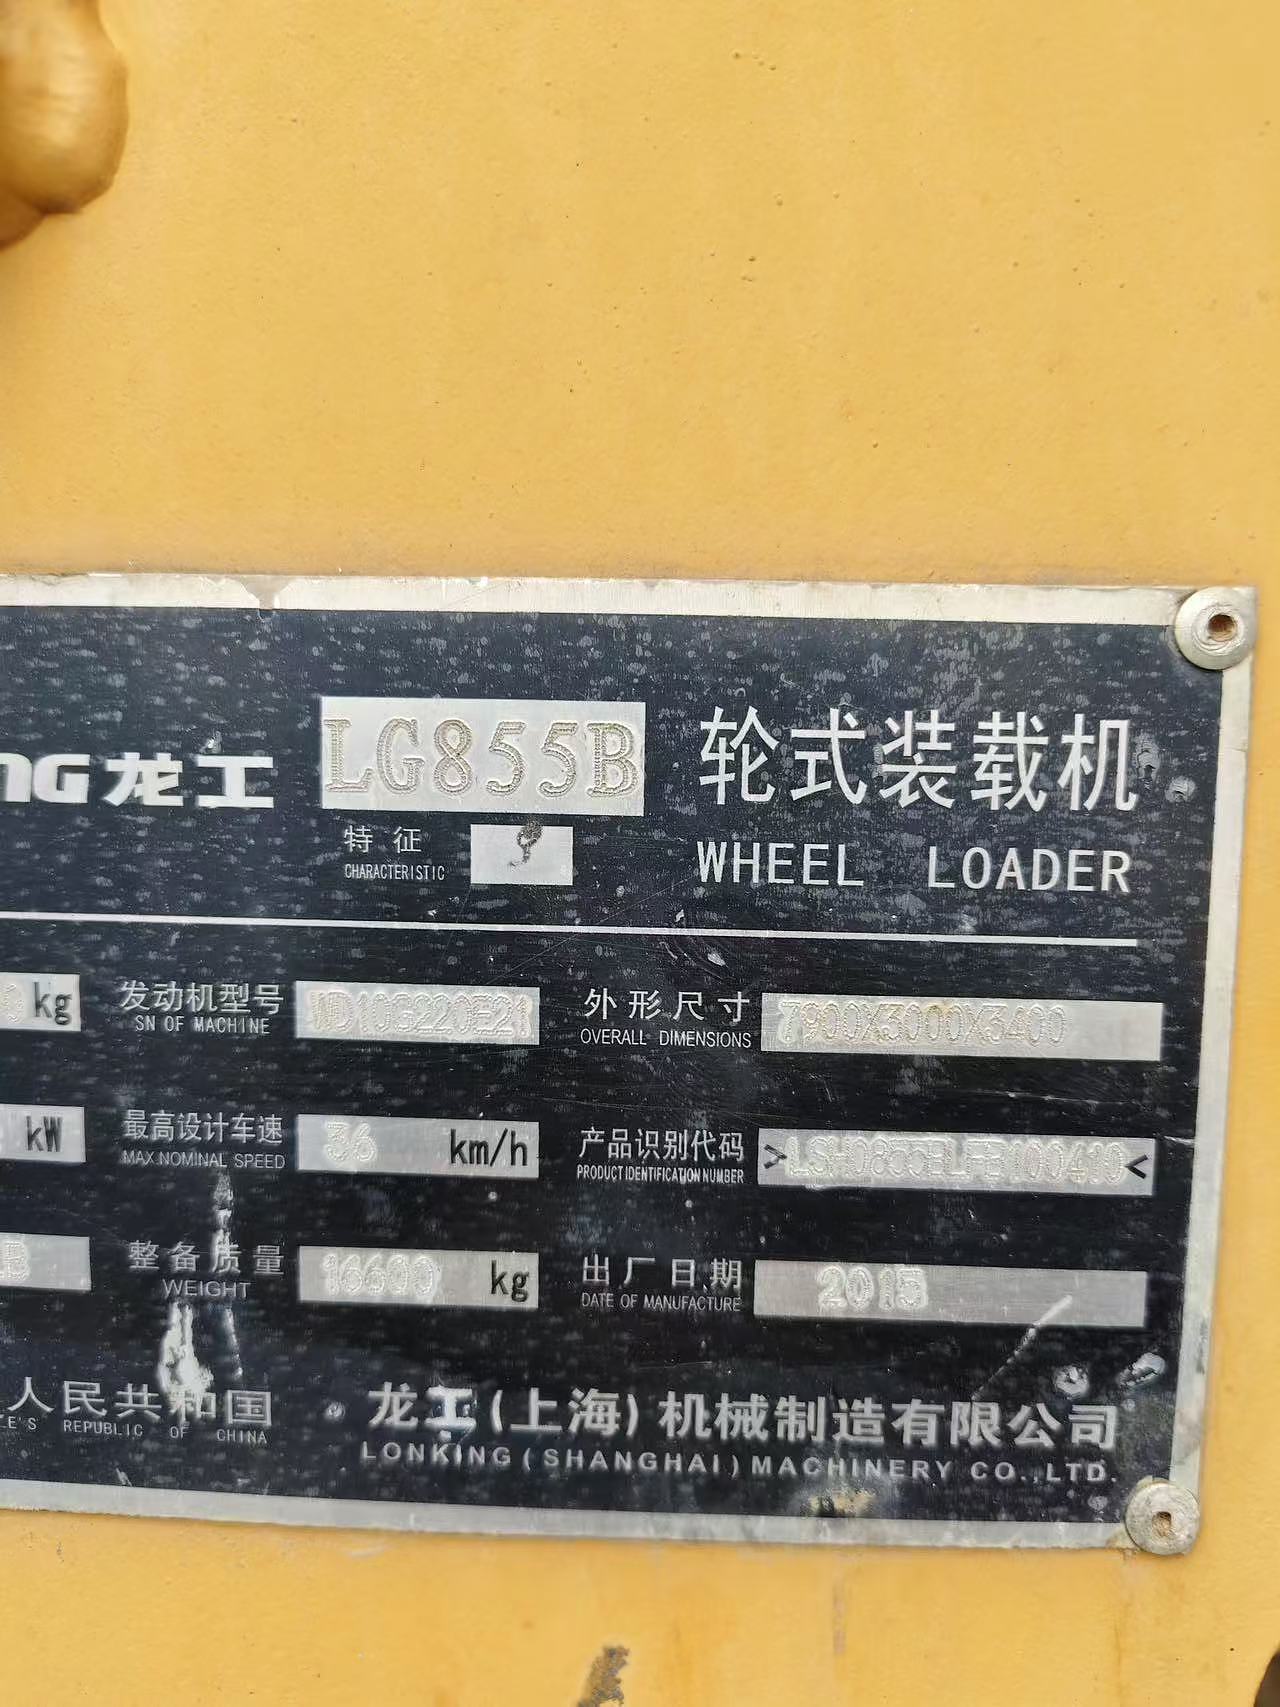 NG龙工 LG855B 轮式装载机
特征
CHARACTERISTIC
WHEEL LOADER
kg 发动机型号 WD10G220E21 外形尺寸 7900X3000X3400
SN OF MACHINE OVERALL DIMENSIONS
kW 最高设计车速 36 km/h 产品识别代码
MAX NOMINAL SPEED PRODUCT IDENTIFICATION NUMBER
整备质量 16600 kg 出厂日期 2015
WEIGHT DATE OF MANUFACTURE
人民共和国 龙工(上海)机械制造有限公司
LE'S REPUBLIC OF CHINA LONKING(SHANGHAI)MACHINERY CO.,LTD.